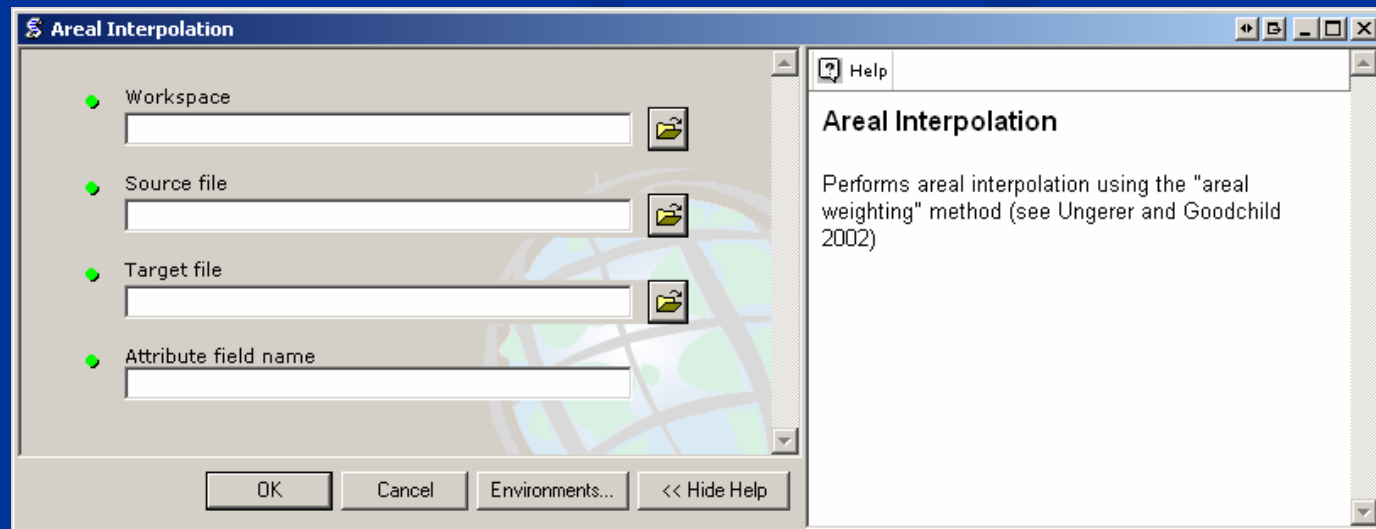 Areal Interpolation
Workspace
Source file
Target file
Attribute field name
OK
Cancel
Environments...
<< Hide Help
Help
Areal Interpolation
Performs areal interpolation using the "areal
weighting" method (see Ungerer and Goodchild
2002)